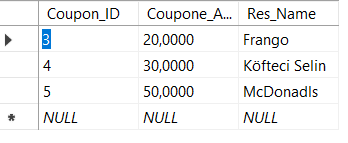 Coupon_ID Coupone_A... Res_Name
3 20,0000 Frango
4 30,0000 Köfteci Selin
5 50,0000 McDonadls
NULL NULL NULL